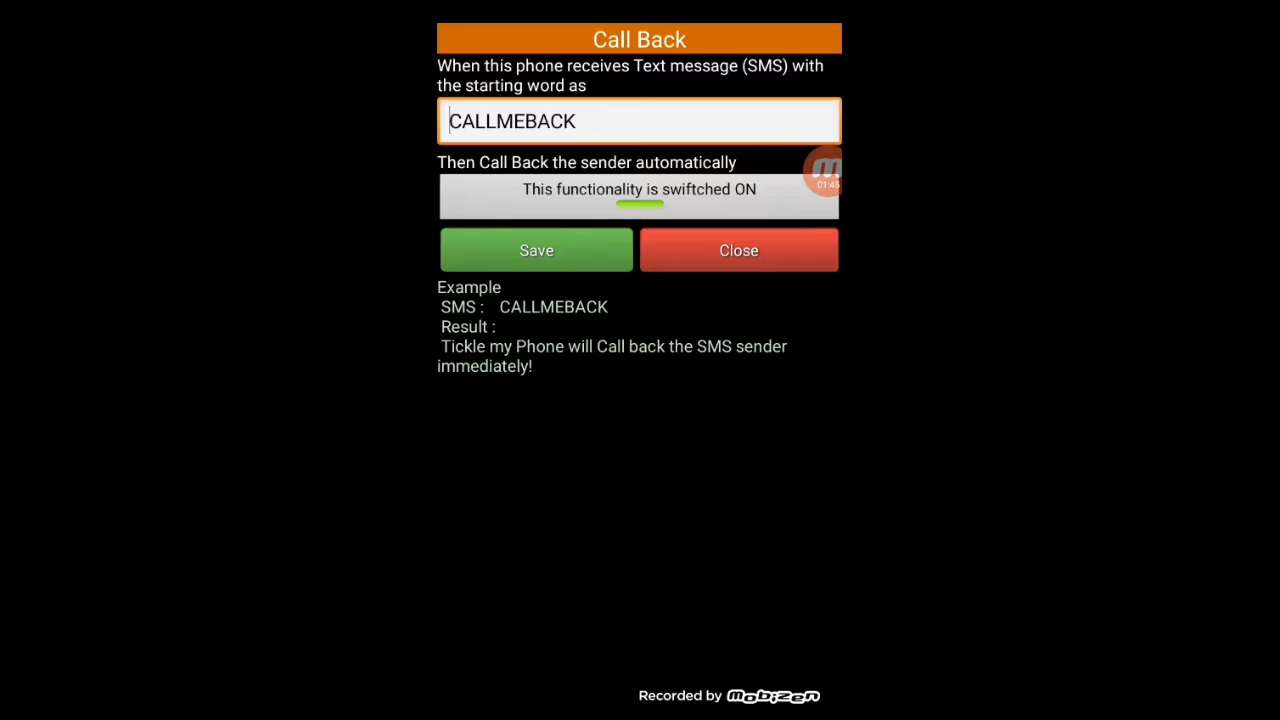 Call Back
When this phone receives Text message (SMS) with
the starting word as
CALLMEBACK
Then Call Back the sender automatically
01:45
This functionality is swiftched ON
Save Close
Example
SMS : CALLMEBACK
Result :
Tickle my Phone will Call back the SMS sender
immediately!
Recorded by mobizen